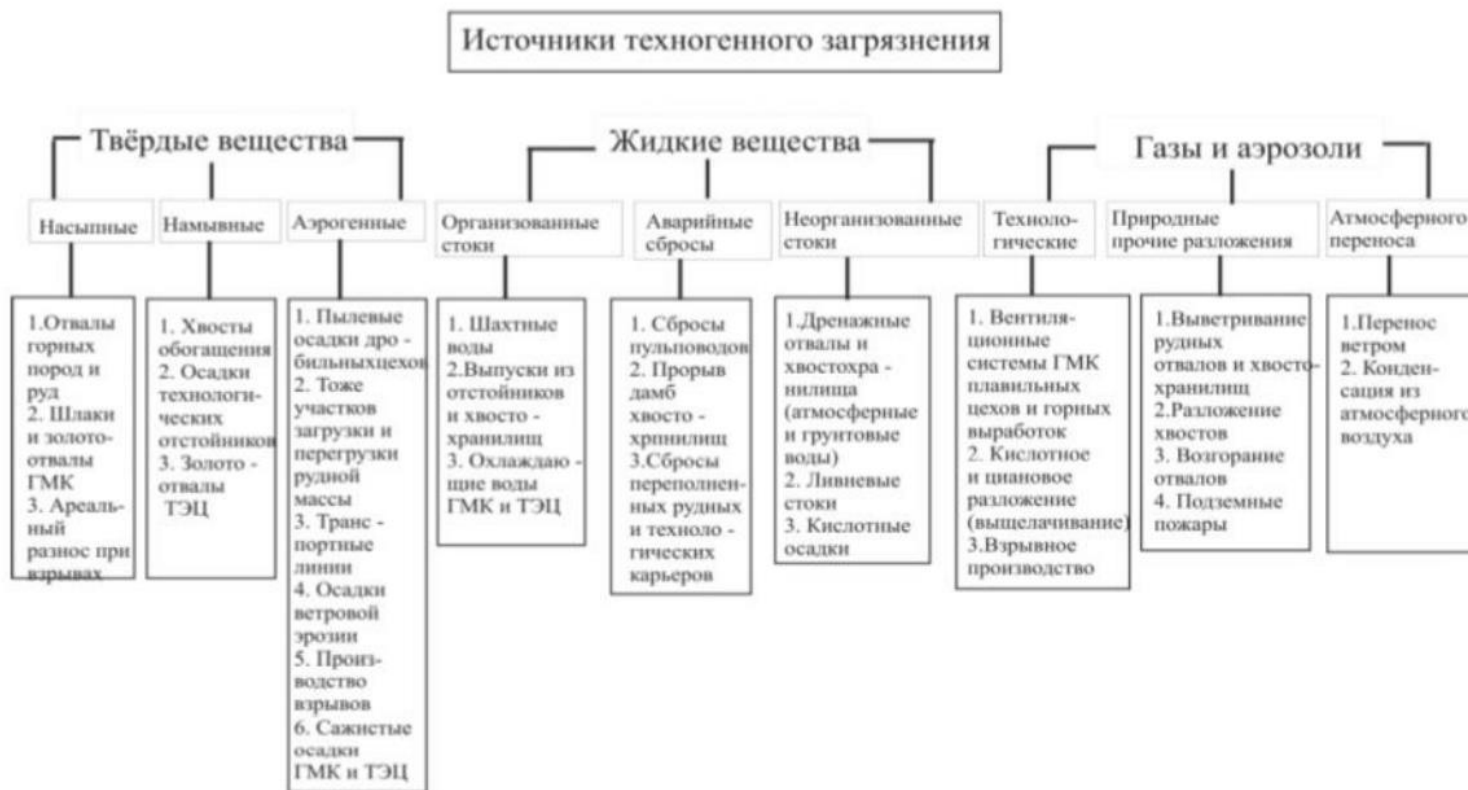 Источники техногенного загрязнения
Твёрдые вещества
Жидкие вещества
Газы и аэрозоли
Насыпные
Намывные
Аэрогенные
Организованные
стоки
Аварийные
сбросы
Неорганизованные
стоки
Техноло-
гические
Природные
прочие разложения
Атмосферного
переноса
1.Отвалы
горных
пород и
руд
2. Шлаки
и золото-
отвалы
ГМК
3. Ареаль-
ный
разнос при
взрывах
1. Хвосты
обогащения
2. Осадки
технологи-
ческих
отстойников
3. Золото -
отвалы
ТЭЦ
1. Пылевые
осадки дро -
бильныхцехов
2. Тоже
участков
загрузки и
перегрузки
рудной
массы
3. Транс -
портные
линии
4. Осадки
ветровой
эрозии
5. Произ-
водство
взрывов
6. Сажистые
осадки
ГМК и ТЭЦ
1. Шахтные
воды
2.Выпуски из
отстойников
и хвосто -
хранилищ
3. Охлаждаю -
щие воды
ГМК и ТЭЦ
1. Сбросы
пульповодов
2. Прорыв
дамб
хвосто -
хрпнилищ
3.Сбросы
переполнен-
ных рудных
и техноло -
гических
карьеров
1.Дренажные
отвалы и
хвостохра -
нилища
(атмосферные
и грунтовые
воды)
2. Ливневые
стоки
3. Кислотные
осадки
1. Вентиля-
ционные
системы ГМК
плавильных
цехов и горных
выработок
2. Кислотное
и циановое
разложение
(выщелачивание)
3.Взрывное
производство
1.Выветривание
рудных
отвалов и хвосто-
хранилищ
2.Разложение
хвостов
3. Возгорание
отвалов
4. Подземные
пожары
1.Перенос
ветром
2. Конден-
сация из
атмосферного
воздуха